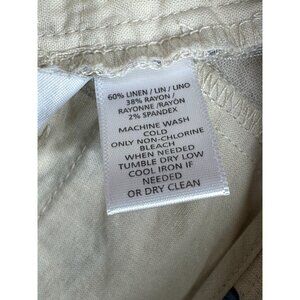 60% LINEN / LIN / LINO
38% RAYON /
RAYONNE /RAYÓN
2% SPANDEX
MACHINE WASH
COLD
ONLY NON-CHLORINE
BLEACH
WHEN NEEDED
TUMBLE DRY LOW
COOL IRON IF
NEEDED
OR DRY CLEAN